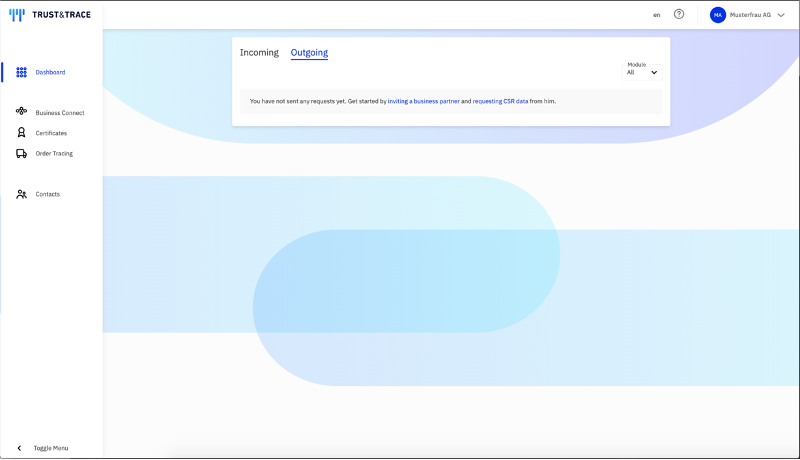 TRUST&TRACE
en
?
MA
Musterfrau AG
Dashboard
Business Connect
Certificates
Order Tracing
Contacts
Toggle Menu
Incoming
Outgoing
Module
All
You have not sent any requests yet. Get started by inviting a business partner and requesting CSR data from him.